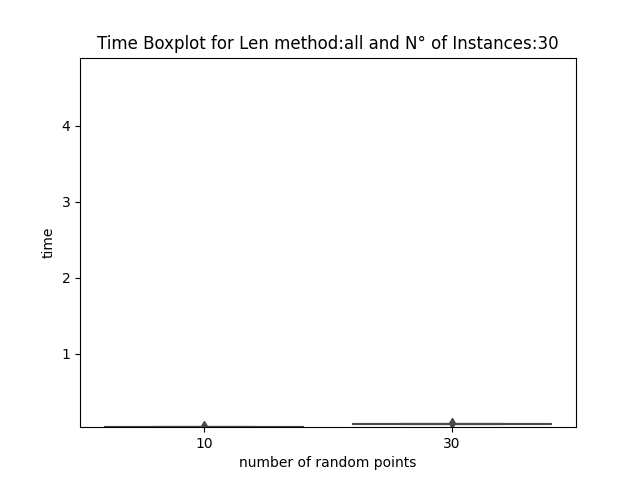 Time Boxplot for Len method:all and N° of Instances:30
4
3
2
1
time
10 30
number of random points